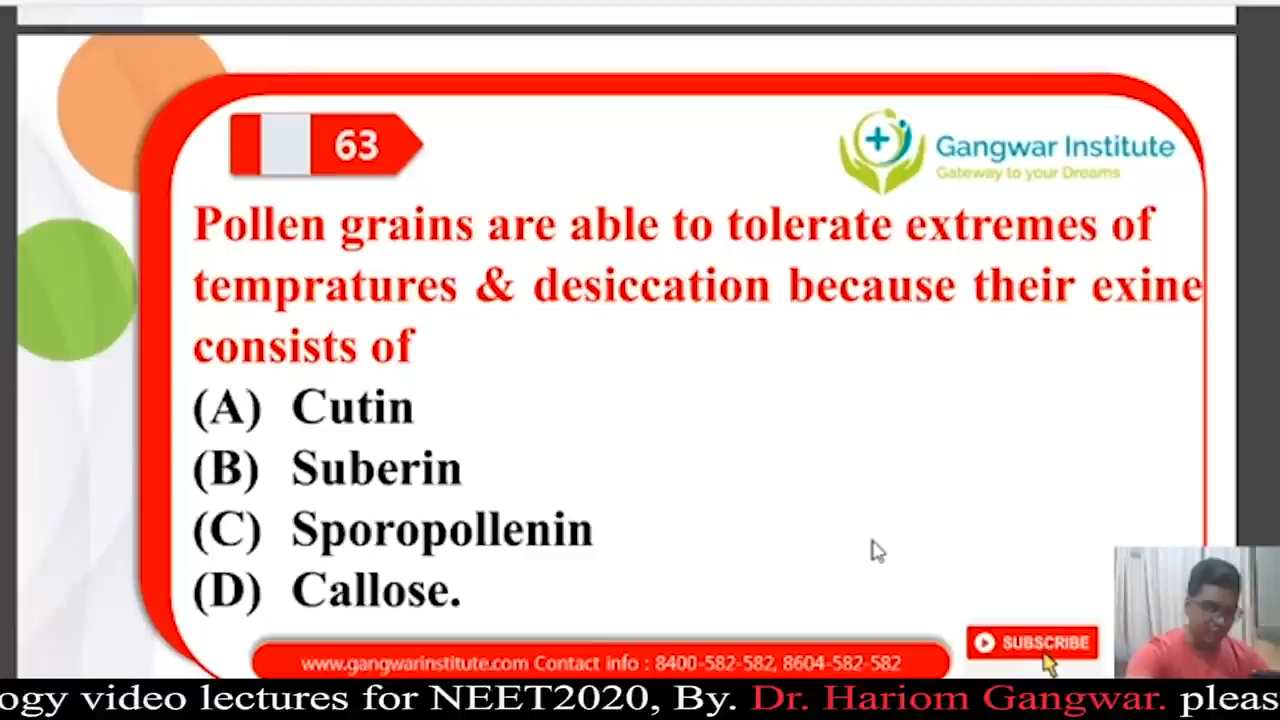 63
Gangwar Institute
Gateway to your Dreams
Pollen grains are able to tolerate extremes of
tempratures & desiccation because their exine
consists of
(A) Cutin
(B) Suberin
(C) Sporopollenin
(D) Callose.
SUBSCRIBE
www.gangwarinstitute.com Contact info : 8400-582-582, 8604-582-582
ogy video lectures for NEET2020, By. Dr. Hariom Gangwar. pleas